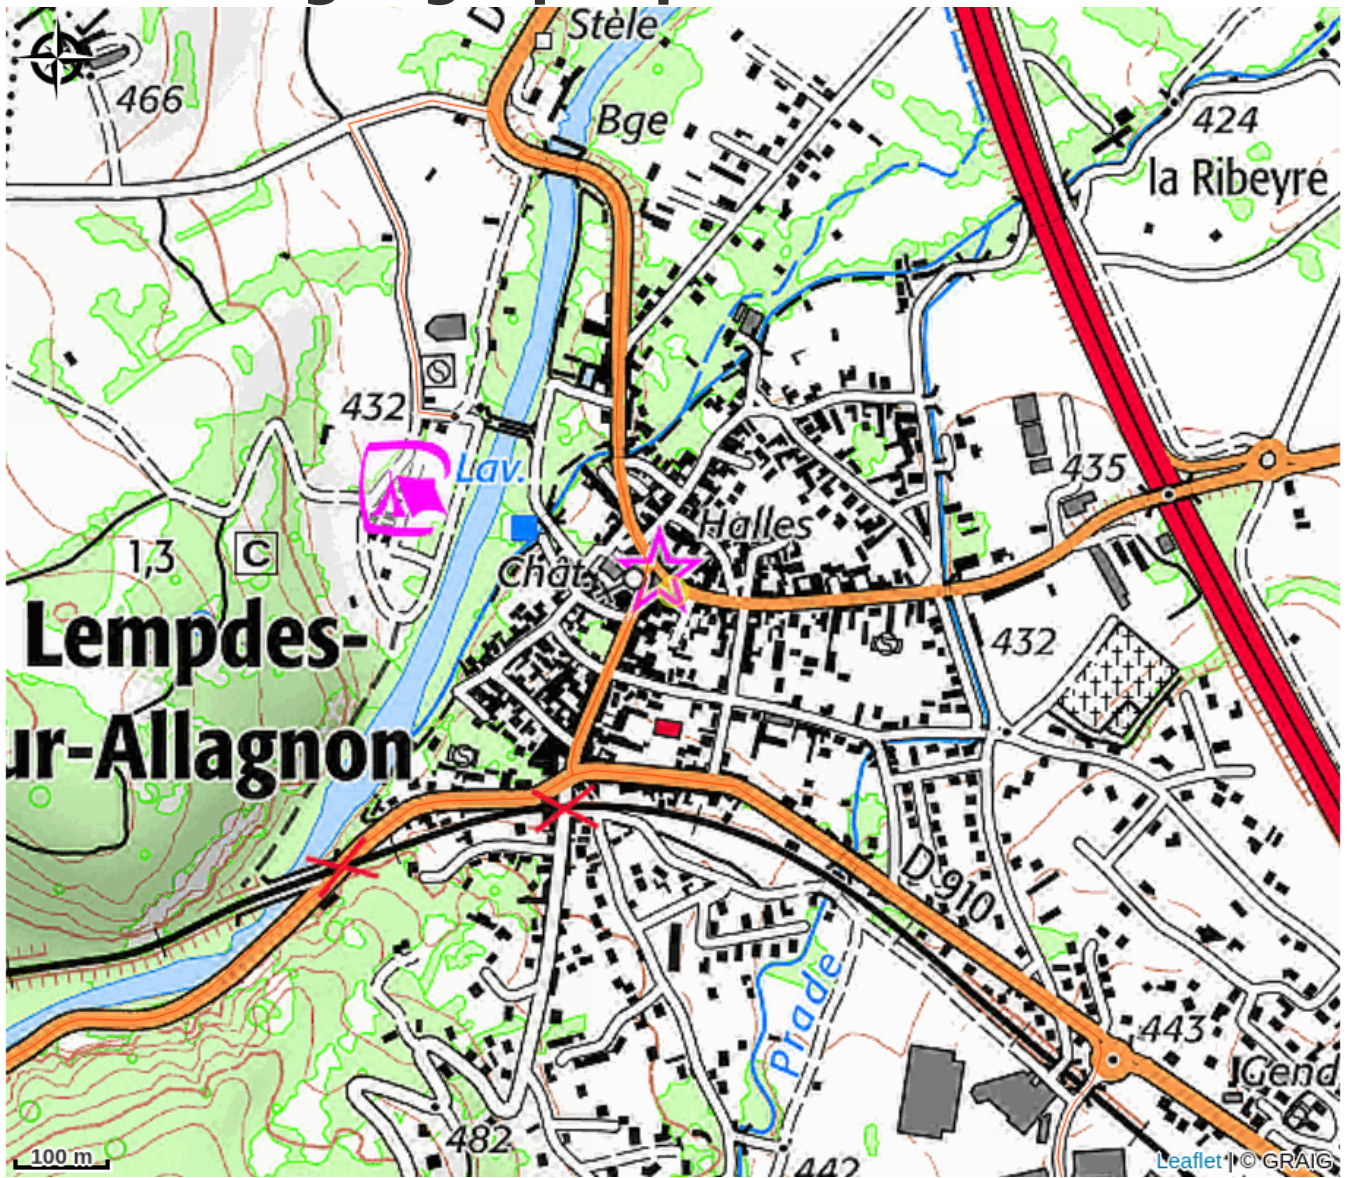 Stèle
D
466
Bge
424
la Ribeyre
432
Lav.
435
Halles
1,3
C
Chât.
Lempdes-
ur-Allagnon
432
D 910
Prade
443
Gend
482
442
100 m
Leaflet | © GRAIG